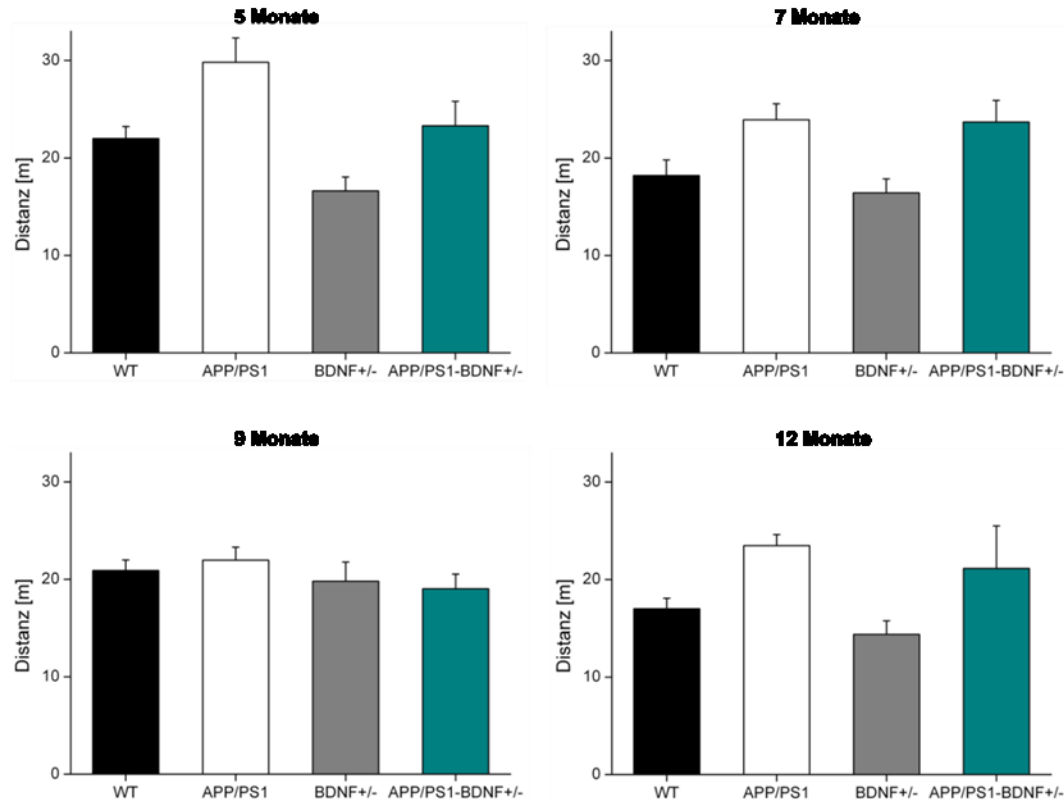 5 Monate
30
20
10
0
Distanz [m]
WT APP/PS1 BDNF+/- APP/PS1-BDNF+/-
7 Monate
30
20
10
0
Distanz [m]
WT APP/PS1 BDNF+/- APP/PS1-BDNF+/-
9 Monate
30
20
10
0
Distanz [m]
WT APP/PS1 BDNF+/- APP/PS1-BDNF+/-
12 Monate
30
20
10
0
Distanz [m]
WT APP/PS1 BDNF+/- APP/PS1-BDNF+/-